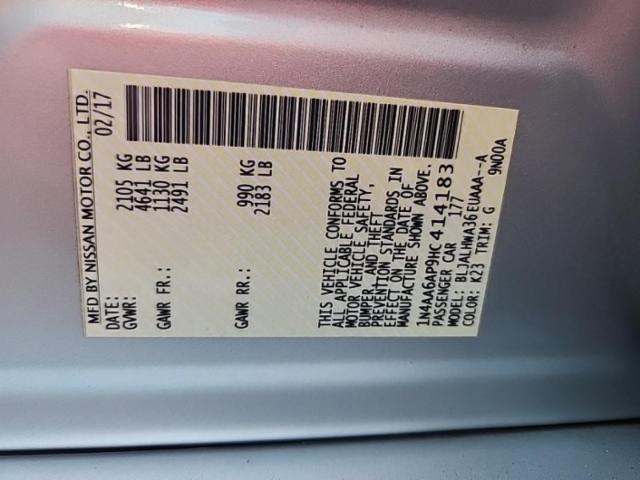 MFD BY NISSAN MOTOR CO., LTD.
DATE: 02/17
GVWR: 2105 KG
4641 LB
GAWR FR.: 1130 KG
2491 LB
GAWR RR.: 990 KG
2183 LB
THIS VEHICLE CONFORMS TO
ALL APPLICABLE FEDERAL
MOTOR VEHICLE SAFETY,
BUMPER, AND THEFT
PREVENTION STANDARDS IN
EFFECT ON THE DATE OF
MANUFACTURE SHOWN ABOVE.
1N4AA6AP9HC414183
PASSENGER CAR 177
MODEL: BLJALHWA36EUAAA--A
COLOR: K23 TRIM: G 9N00A